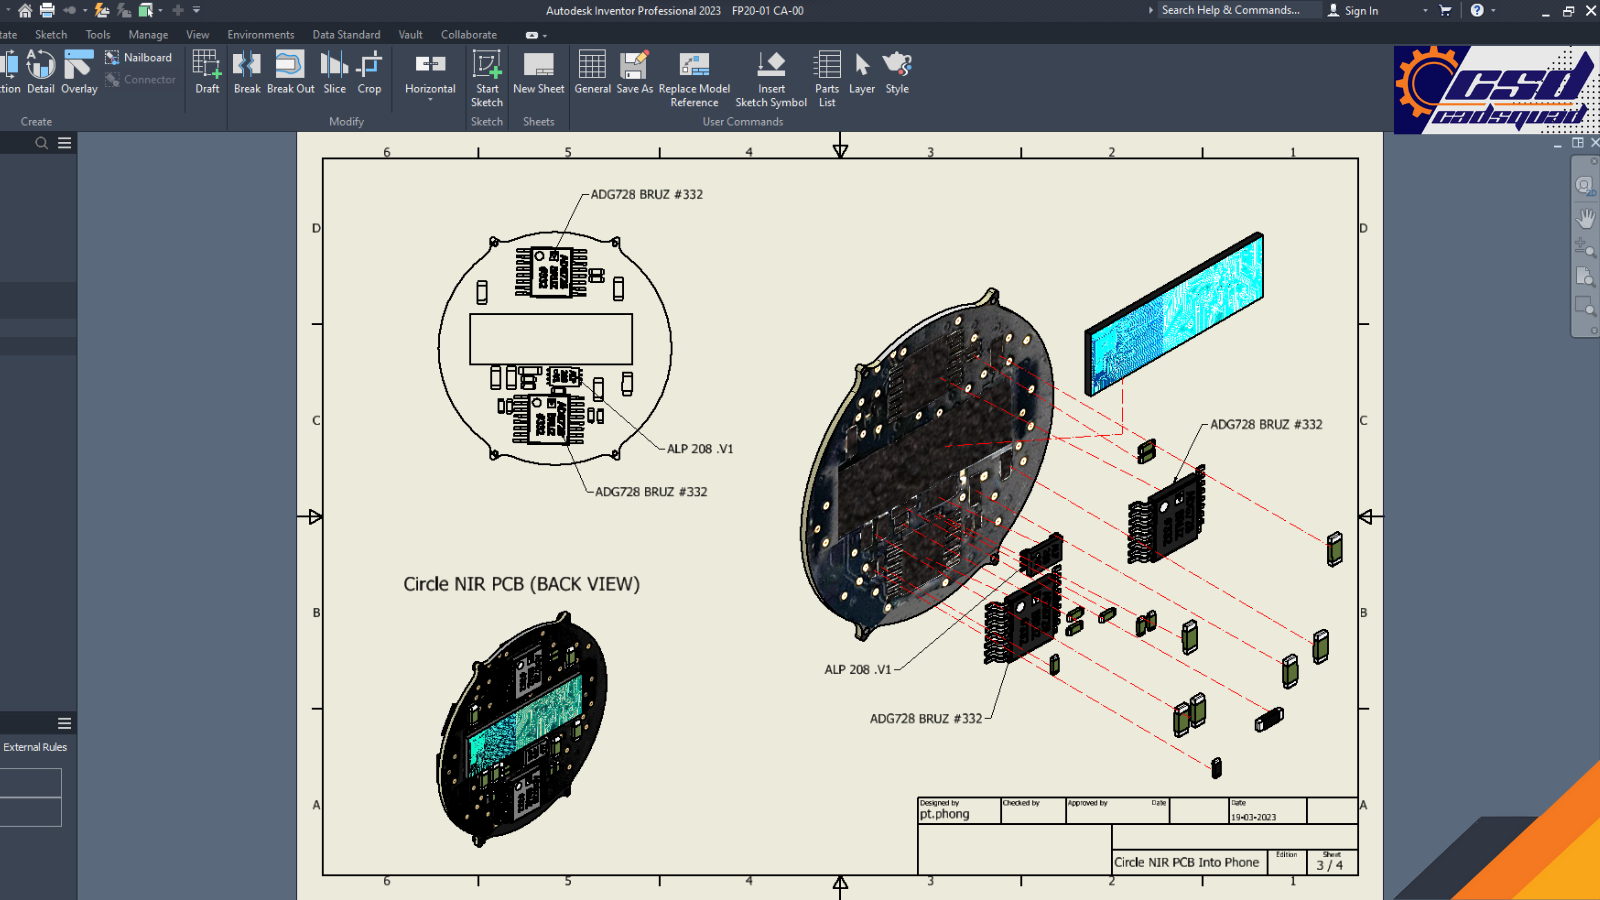 Autodesk Inventor Professional 2023 FP20-01 CA-00
Search Help & Commands...
Sign In
Sketch Tools Manage View Environments Data Standard Vault Collaborate
Nailboard
Connector
Detail Overlay
Draft
Break Break Out Slice Crop
Horizontal
Start Sketch
New Sheet
General Save As Replace Model Reference Insert Sketch Symbol Parts List Layer Style
Create Modify Sketch Sheets User Commands
CSD
cadsquad
6 5 4 3 2 1
D D
C C
B B
A A
ADG728 BRUZ #332
ALP 208 .V1
ADG728 BRUZ #332
ADG728 BRUZ #332
ALP 208 .V1
ADG728 BRUZ #332
Circle NIR PCB (BACK VIEW)
External Rules
Designed by
pt.phong
Checked by
Approved by
Date
Date
19-03-2023
Circle NIR PCB Into Phone
Edition
Sheet
3 / 4
6 5 4 3 2 1